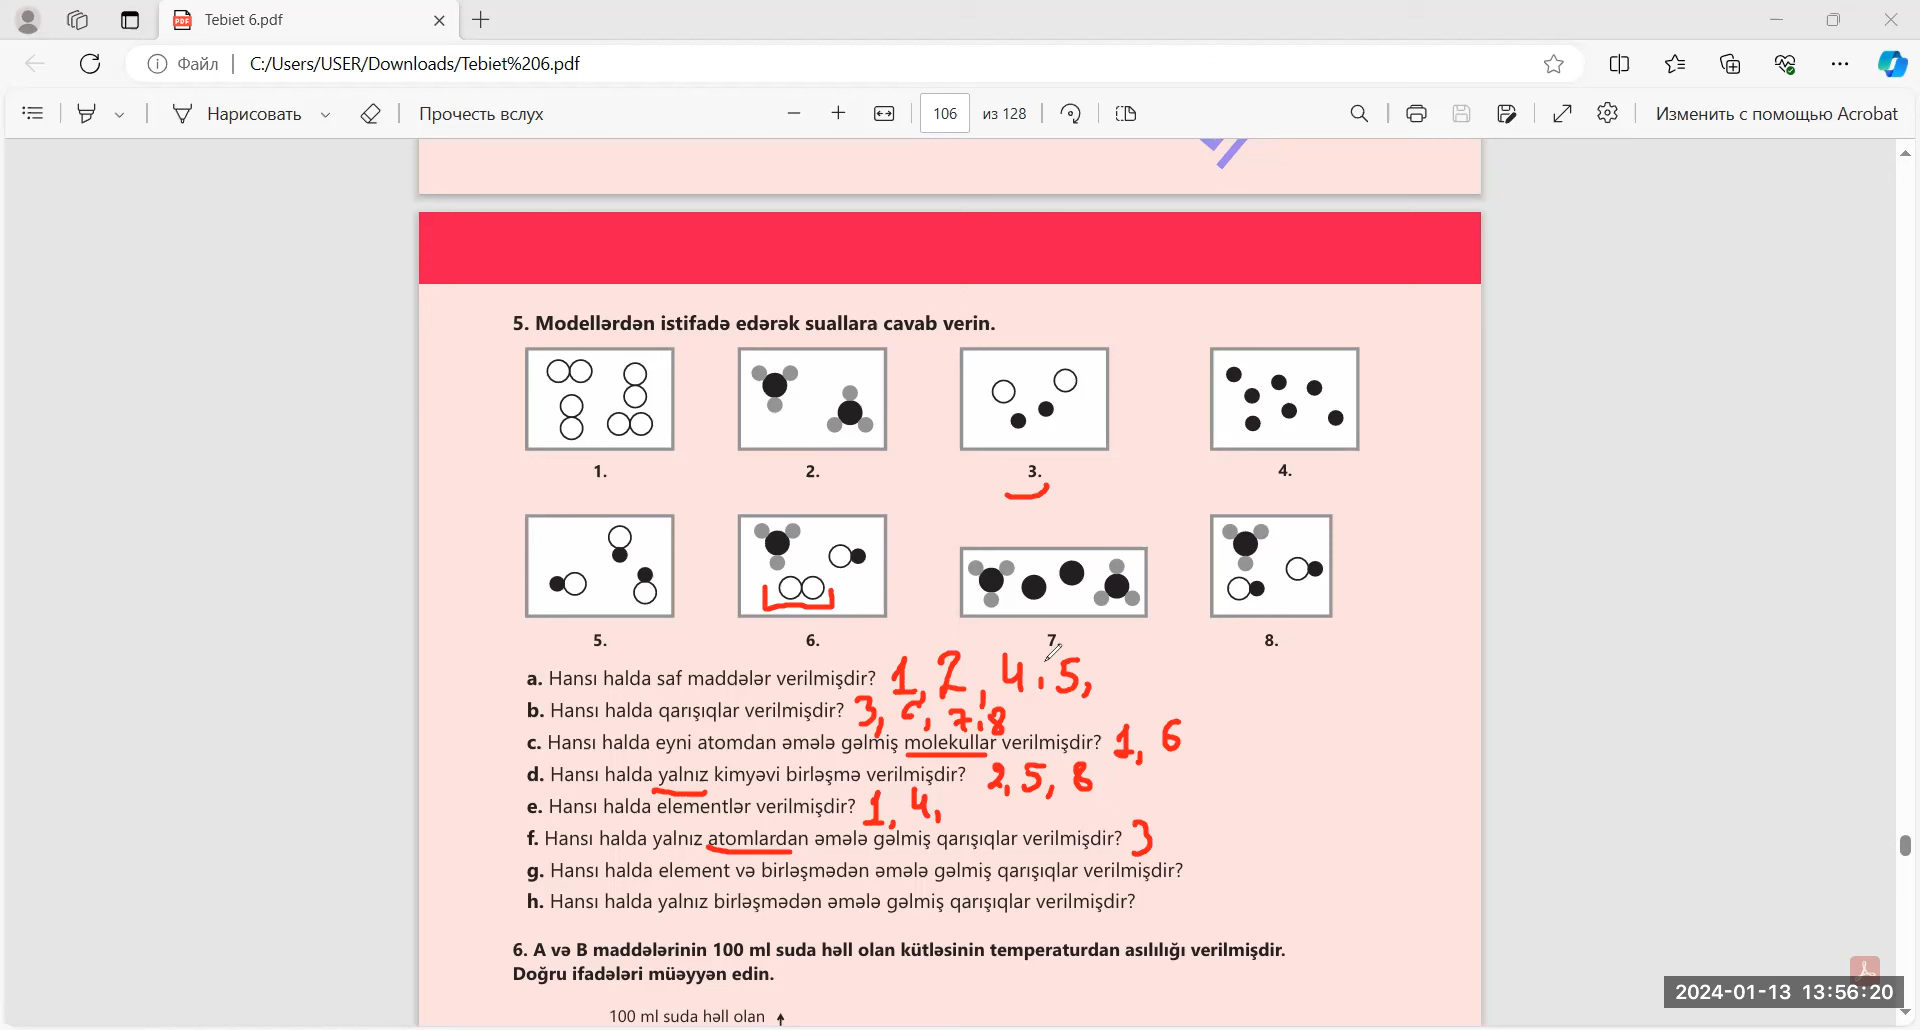 Tebiet 6.pdf
Файл C:/Users/USER/Downloads/Tebiet%206.pdf
Нарисовать Прочесть вслух 106 из 128 Изменить с помощью Acrobat
5. Modellərdən istifadə edərək suallara cavab verin.
1. 2. 3. 4.
5. 6. 7. 8.
a. Hansı halda saf maddələr verilmişdir? 1, 2, 4, 5,
b. Hansı halda qarışıqlar verilmişdir? 3, 6, 7, 8
c. Hansı halda eyni atomdan əmələ gəlmiş molekullar verilmişdir? 1, 6
d. Hansı halda yalnız kimyəvi birləşmə verilmişdir? 2, 5, 8
e. Hansı halda elementlər verilmişdir? 1, 4,
f. Hansı halda yalnız atomlardan əmələ gəlmiş qarışıqlar verilmişdir? 3
g. Hansı halda element və birləşmədən əmələ gəlmiş qarışıqlar verilmişdir?
h. Hansı halda yalnız birləşmədən əmələ gəlmiş qarışıqlar verilmişdir?
6. A və B maddələrinin 100 ml suda həll olan kütləsinin temperaturdan asılılığı verilmişdir.
Doğru ifadələri müəyyən edin.
100 ml suda həll olan
2024-01-13 13:56:20